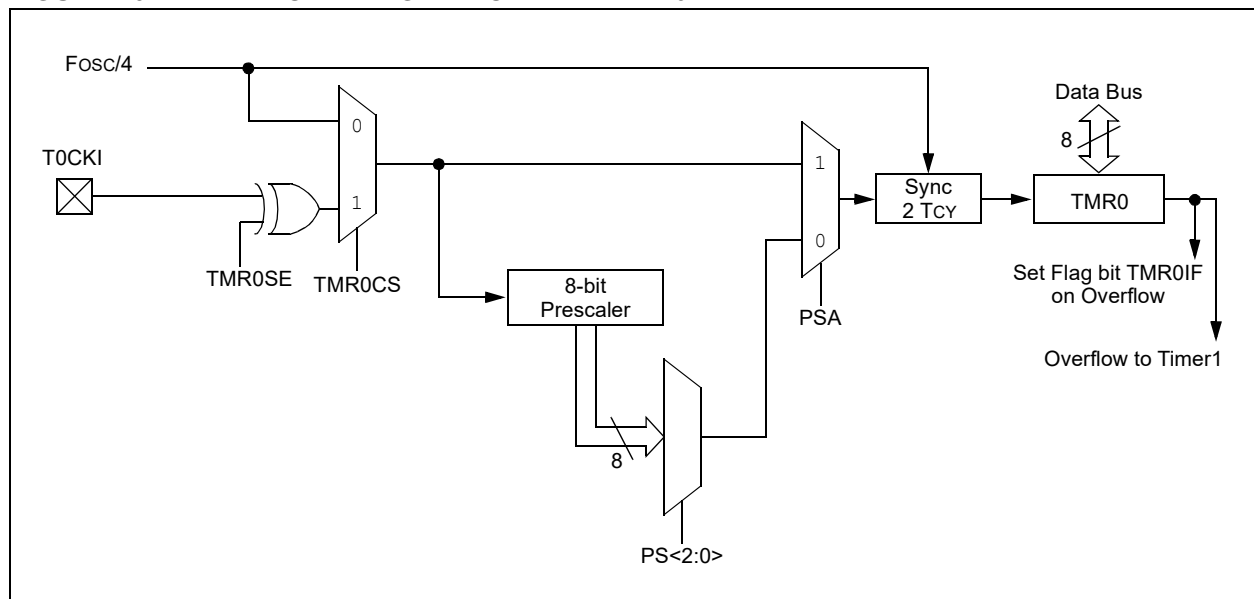 FOSC/4
Data Bus
8
T0CKI
0
1
1
0
Sync
2 TCY
TMR0
TMR0SE
TMR0CS
8-bit
Prescaler
PSA
Set Flag bit TMR0IF
on Overflow
Overflow to Timer1
8
PS<2:0>